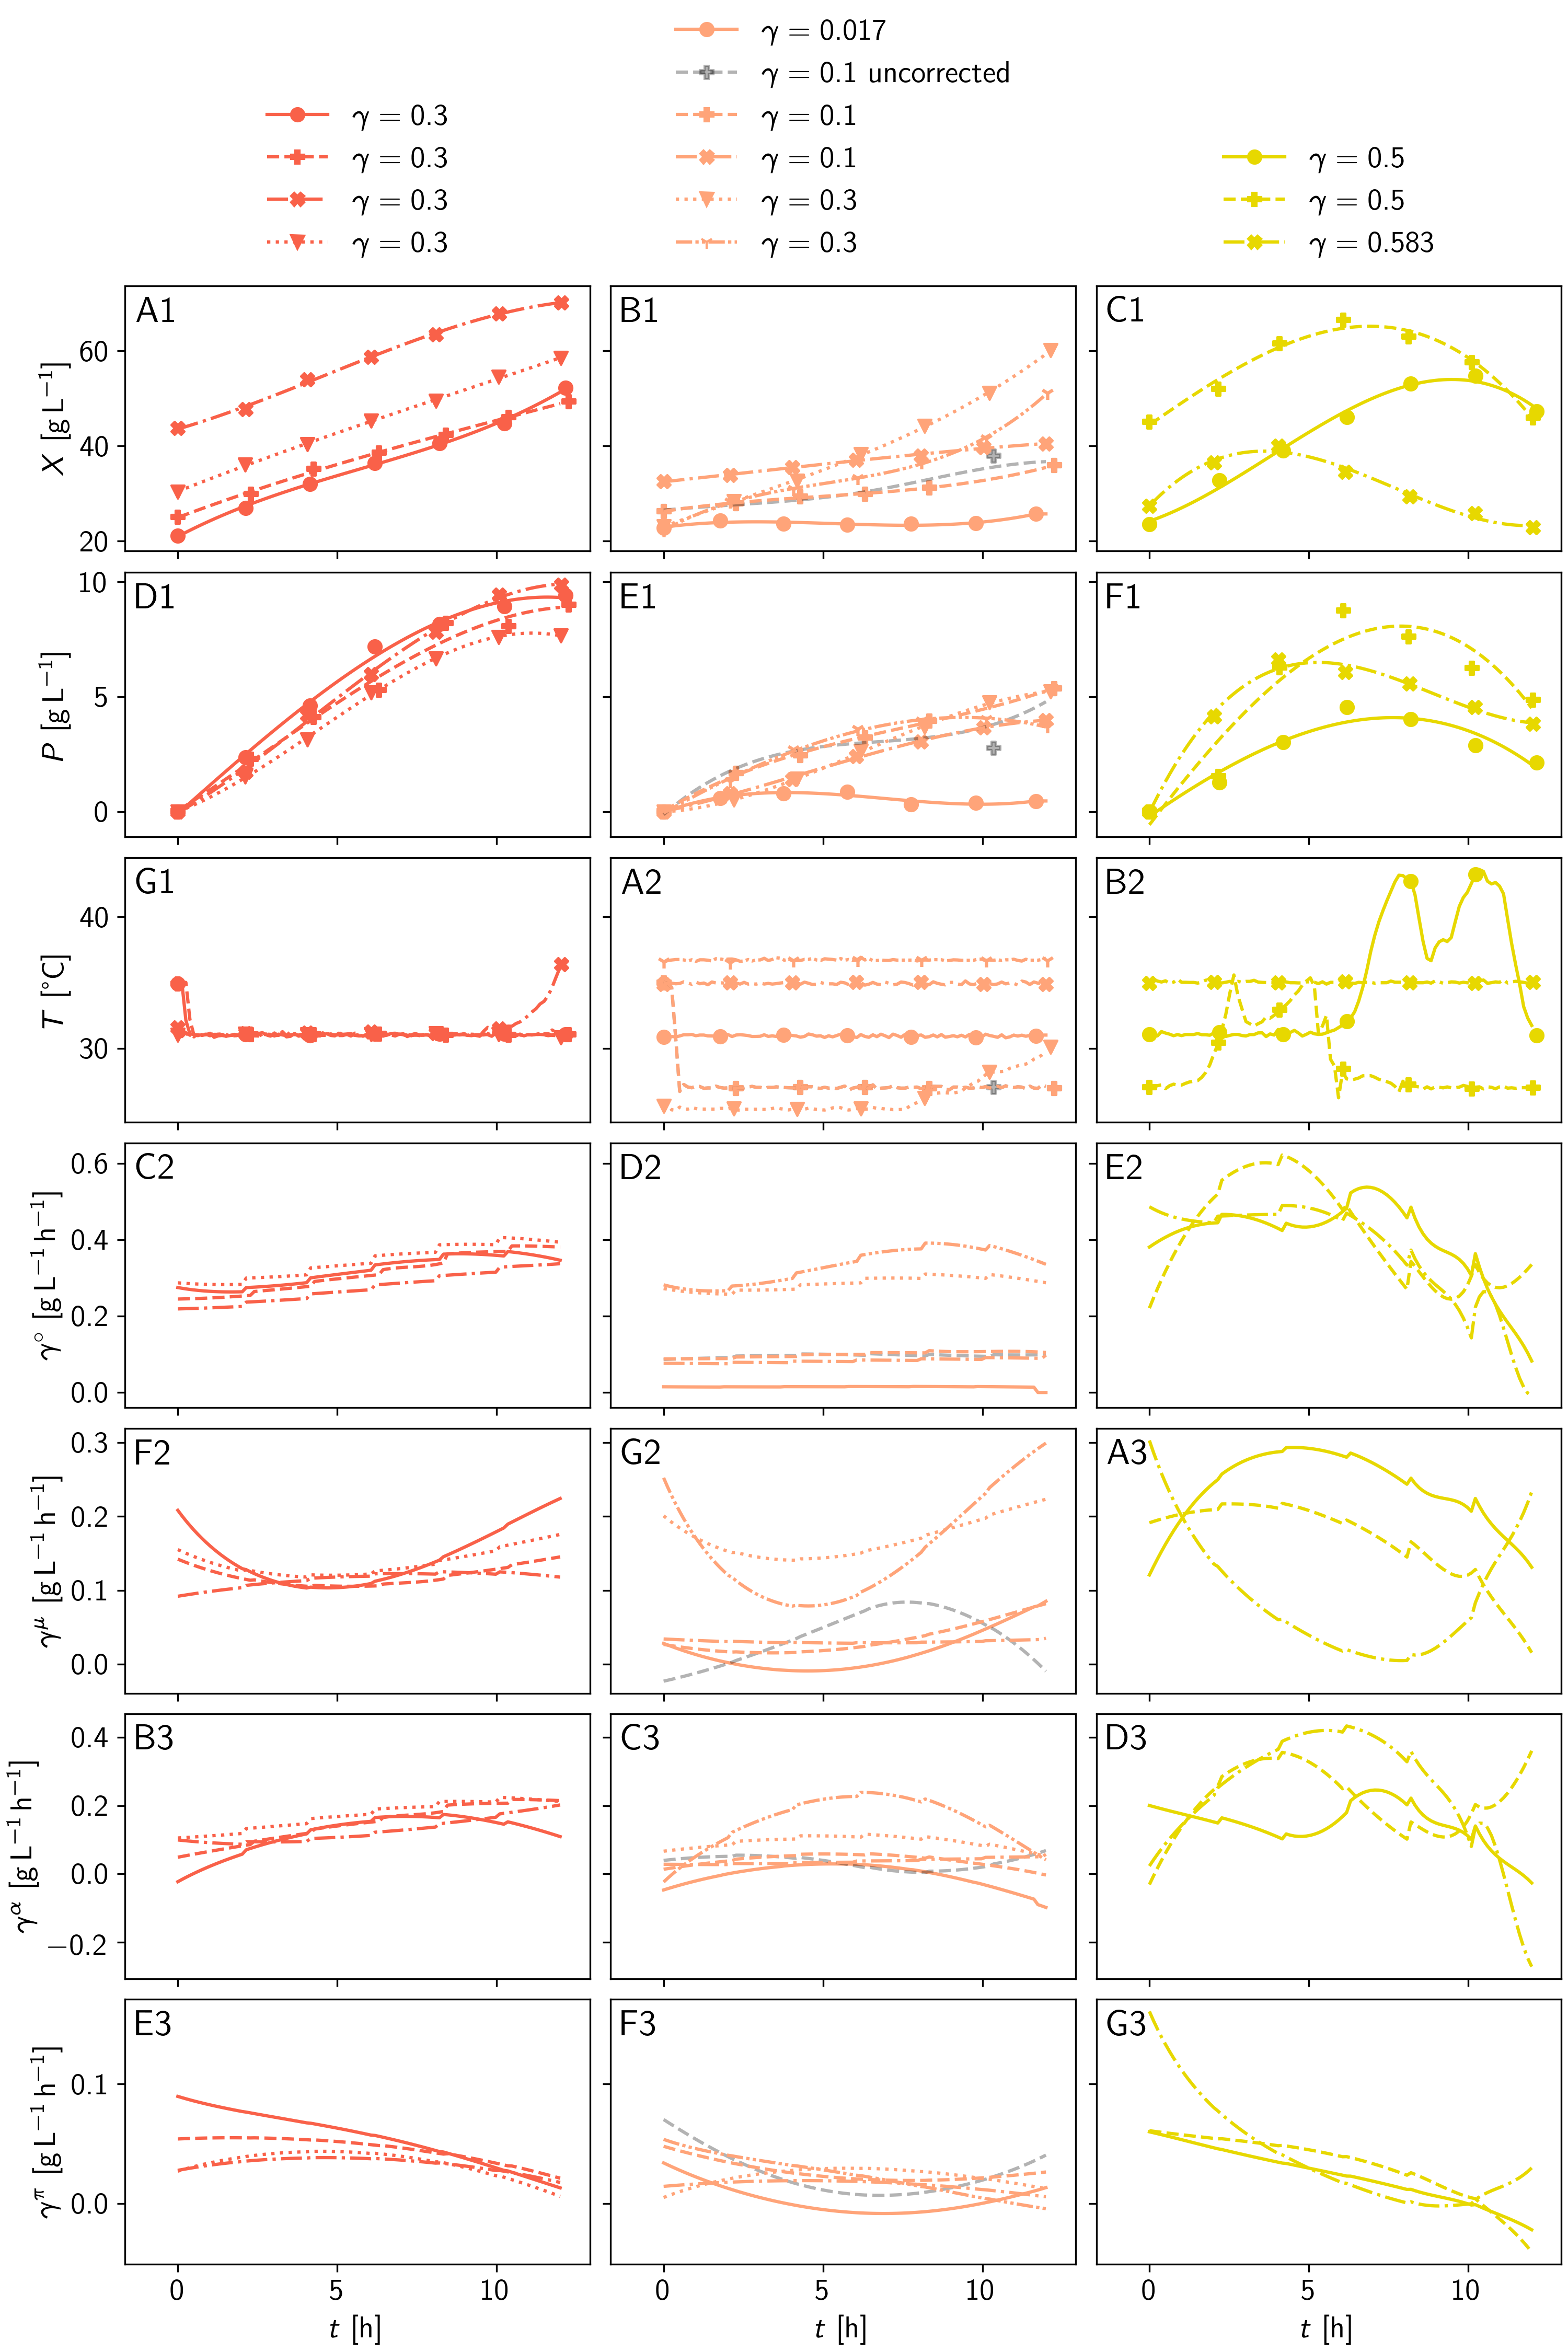 γ = 0.017
γ = 0.1 uncorrected
γ = 0.3
γ = 0.1
γ = 0.3
γ = 0.1
γ = 0.5
γ = 0.3
γ = 0.3
γ = 0.5
γ = 0.3
γ = 0.3
γ = 0.583
A1
B1
C1
X [g L⁻¹]
60
40
20
D1
E1
F1
P [g L⁻¹]
10
5
0
G1
A2
B2
T [°C]
40
30
C2
D2
E2
γ° [g L⁻¹ h⁻¹]
0.6
0.4
0.2
0.0
F2
G2
A3
γ^μ [g L⁻¹ h⁻¹]
0.3
0.2
0.1
0.0
B3
C3
D3
γ^α [g L⁻¹ h⁻¹]
0.4
0.2
0.0
−0.2
E3
F3
G3
γ^π [g L⁻¹ h⁻¹]
0.1
0.0
0 5 10
0 5 10
0 5 10
t [h]
t [h]
t [h]